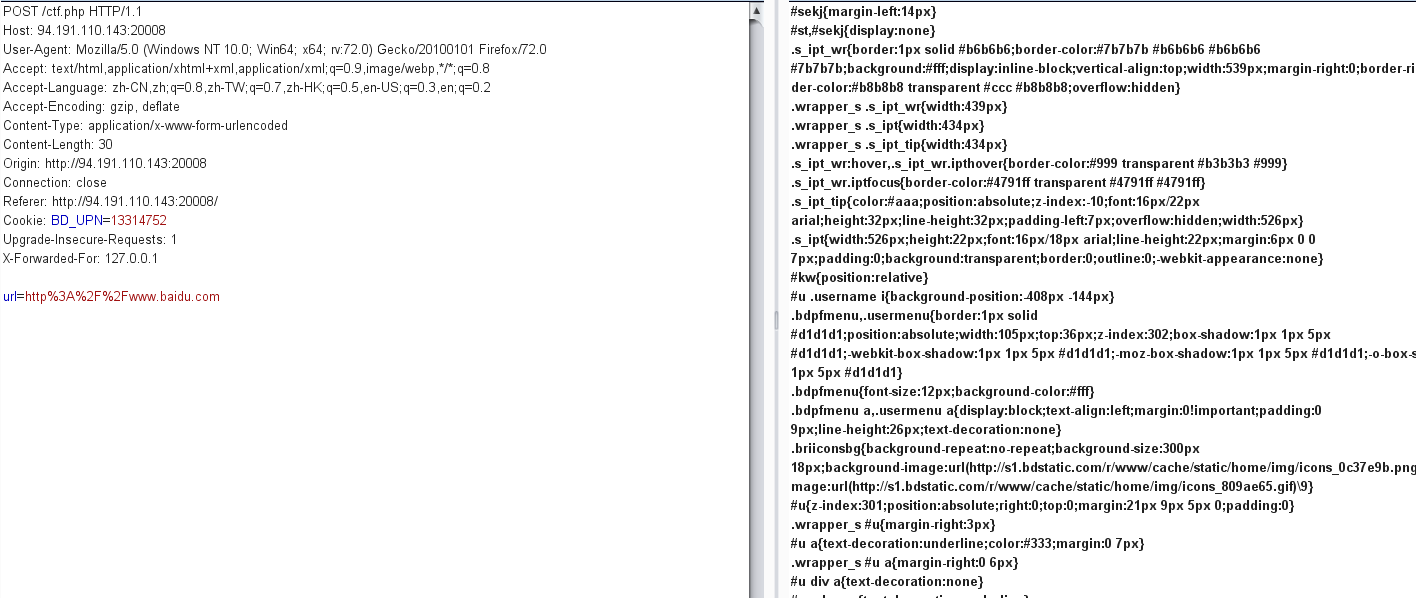 POST /ctf.php HTTP/1.1
Host: 94.191.110.143:20008
User-Agent: Mozilla/5.0 (Windows NT 10.0; Win64; x64; rv:72.0) Gecko/20100101 Firefox/72.0
Accept: text/html,application/xhtml+xml,application/xml;q=0.9,image/webp,*/*;q=0.8
Accept-Language: zh-CN,zh;q=0.8,zh-TW;q=0.7,zh-HK;q=0.5,en-US;q=0.3,en;q=0.2
Accept-Encoding: gzip, deflate
Content-Type: application/x-www-form-urlencoded
Content-Length: 30
Origin: http://94.191.110.143:20008
Connection: close
Referer: http://94.191.110.143:20008/
Cookie: BD_UPN=13314752
Upgrade-Insecure-Requests: 1
X-Forwarded-For: 127.0.0.1
url=http%3A%2F%2Fwww.baidu.com
#sekj{margin-left:14px}
#st,#sekj{display:none}
.s_ipt_wr{border:1px solid #b6b6b6;border-color:#7b7b7b #b6b6b6 #b6b6b6
#7b7b7b;background:#fff;display:inline-block;vertical-align:top;width:539px;margin-right:0;border-ri
der-color:#b8b8b8 transparent #ccc #b8b8b8;overflow:hidden}
.wrapper_s .s_ipt_wr{width:439px}
.wrapper_s .s_ipt{width:434px}
.wrapper_s .s_ipt_tip{width:434px}
.s_ipt_wr:hover,.s_ipt_wr.ipthover{border-color:#999 transparent #b3b3b3 #999}
.s_ipt_wr.iptfocus{border-color:#4791ff transparent #4791ff #4791ff}
.s_ipt_tip{color:#aaa;position:absolute;z-index:-10;font:16px/22px
arial;height:32px;line-height:32px;padding-left:7px;overflow:hidden;width:526px}
.s_ipt{width:526px;height:22px;font:16px/18px arial;line-height:22px;margin:6px 0 0
7px;padding:0;background:transparent;border:0;outline:0;-webkit-appearance:none}
#kw{position:relative}
#u .username i{background-position:-408px -144px}
.bdpfmenu,.usermenu{border:1px solid
#d1d1d1;position:absolute;width:105px;top:36px;z-index:302;box-shadow:1px 1px 5px
#d1d1d1;-webkit-box-shadow:1px 1px 5px #d1d1d1;-moz-box-shadow:1px 1px 5px #d1d1d1;-o-box-s
1px 5px #d1d1d1}
.bdpfmenu{font-size:12px;background-color:#fff}
.bdpfmenu a,.usermenu a{display:block;text-align:left;margin:0!important;padding:0
9px;line-height:26px;text-decoration:none}
.briiconsbg{background-repeat:no-repeat;background-size:300px
18px;background-image:url(http://s1.bdstatic.com/r/www/cache/static/home/img/icons_0c37e9b.png
mage:url(http://s1.bdstatic.com/r/www/cache/static/home/img/icons_809ae65.gif)\9}
#u{z-index:301;position:absolute;right:0;top:0;margin:21px 9px 5px 0;padding:0}
.wrapper_s #u{margin-right:3px}
#u a{text-decoration:underline;color:#333;margin:0 7px}
.wrapper_s #u a{margin-right:0 6px}
#u div a{text-decoration:none}